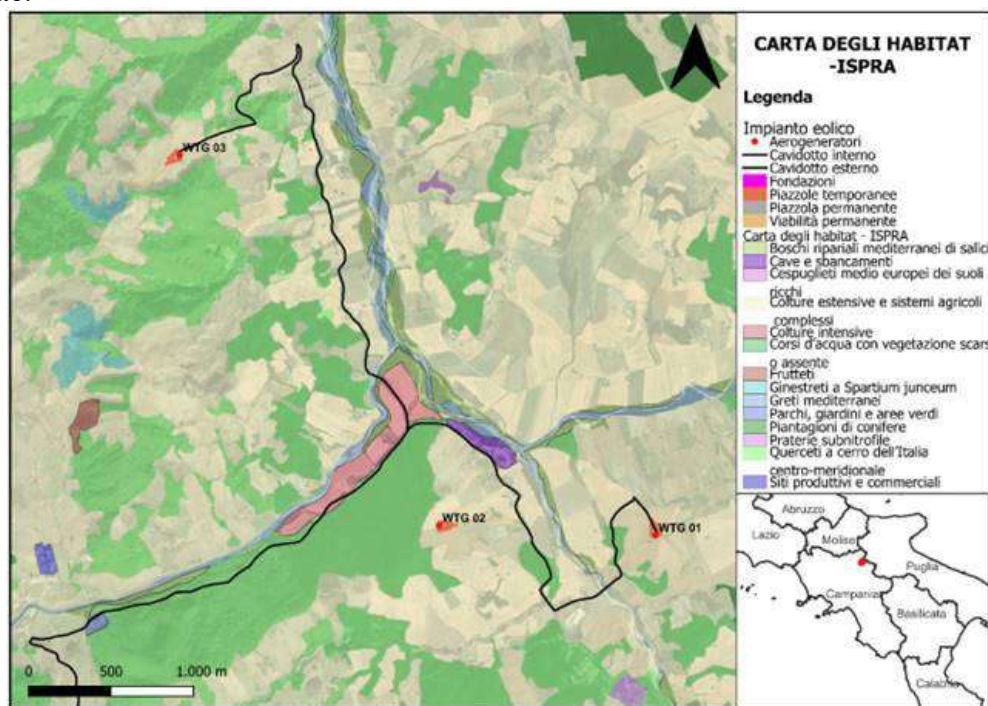 CARTA DEGLI HABITAT
-ISPRA
Legenda
Impianto eolico
Aerogeneratori
Cavidotto interno
Cavidotto esterno
Fondazioni
Piazzole temporanee
Piazzola permanente
Viabilità permanente
Carta degli habitat - ISPRA
Boschi ripariali mediterranei di salici
Cave e sbancamenti
Cespuglieti medio europei dei suoli
ricchi
Colture estensive e sistemi agricoli
complessi
Colture intensive
Corsi d'acqua con vegetazione scars
o assente
Frutteti
Ginestreti a Spartium junceum
Greti mediterranei
Parchi, giardini e aree verdi
Piantagioni di conifere
Praterie subnitrofile
Querceti a cerro dell'Italia
centro-meridionale
Siti produttivi e commerciali
WTG 03
WTG 02
WTG 01
0 500 1.000 m
Abruzzo
Lazio
Molise
Puglia
Campania
Basilicata
Calabria